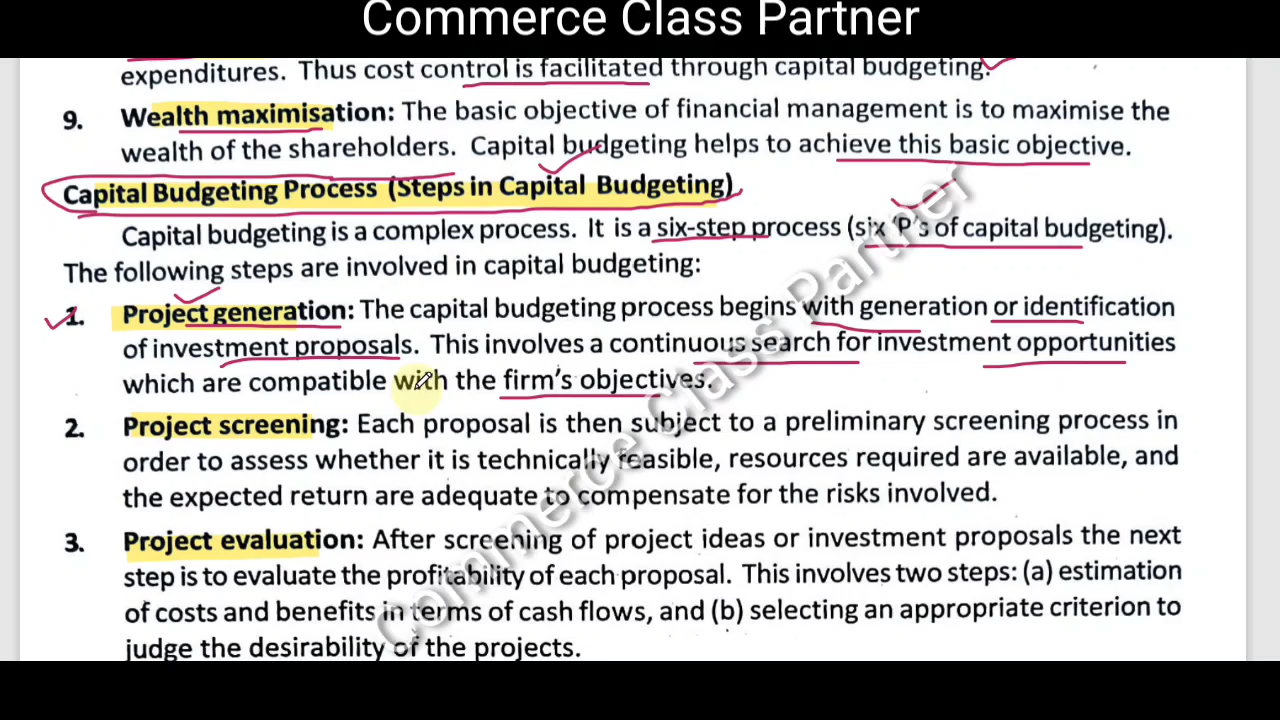 Commerce Class Partner
expenditures. Thus cost control is facilitated through capital budgeting.
9. Wealth maximisation: The basic objective of financial management is to maximise the
wealth of the shareholders. Capital budgeting helps to achieve this basic objective.
Capital Budgeting Process (Steps in Capital Budgeting)
Capital budgeting is a complex process. It is a six-step process (six 'P's of capital budgeting).
The following steps are involved in capital budgeting:
1. Project generation: The capital budgeting process begins with generation or identification
of investment proposals. This involves a continuous search for investment opportunities
which are compatible with the firm's objectives.
2. Project screening: Each proposal is then subject to a preliminary screening process in
order to assess whether it is technically feasible, resources required are available, and
the expected return are adequate to compensate for the risks involved.
3. Project evaluation: After screening of project ideas or investment proposals the next
step is to evaluate the profitability of each proposal. This involves two steps: (a) estimation
of costs and benefits in terms of cash flows, and (b) selecting an appropriate criterion to
judge the desirability of the projects.
Commerce Class Partner